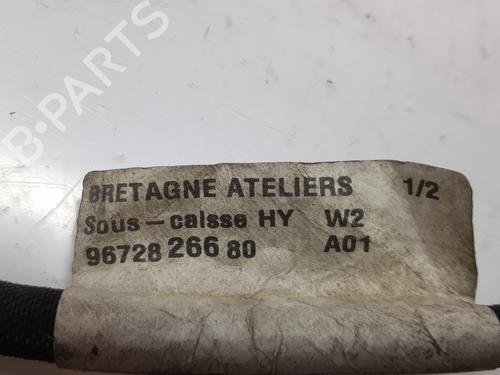 B-PARTS
BRETAGNE ATELIERS 1/2
Sous-caisse HY W2
96728 266 80 A01